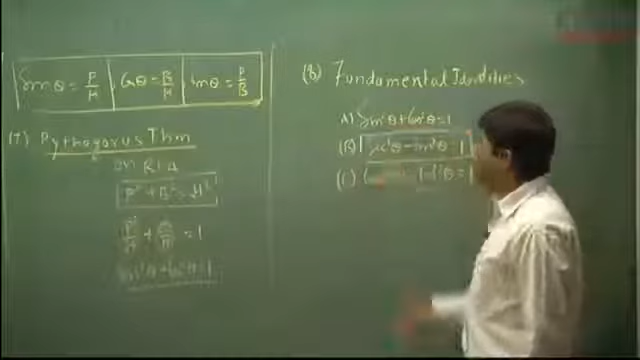 Sinθ = P/H | Cosθ = B/H | tanθ = P/B
(7) Pythagorus Thm
on R.L.Δ
P² + B² = H²
P²/H² + B²/H² = 1
Sin²θ + Cos²θ = 1
(8) Fundamental Identities
A) Sin²θ + Cos²θ = 1
(B) Sec²θ − tan²θ = 1
(C) θ = 1